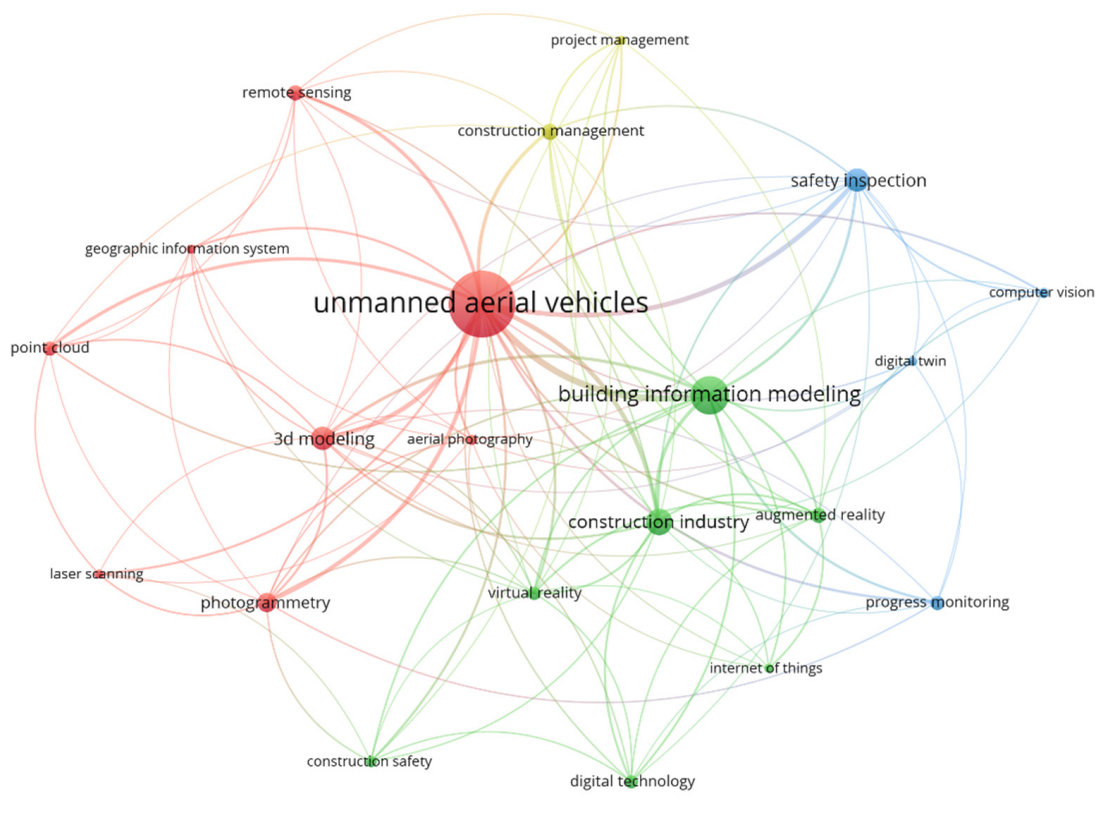 project management
remote sensing
construction management
safety inspection
geographic information system
computer vision
unmanned aerial vehicles
point cloud
digital twin
building information modeling
3d modeling
aerial photography
augmented reality
construction industry
laser scanning
virtual reality
photogrammetry
progress monitoring
internet of things
construction safety
digital technology